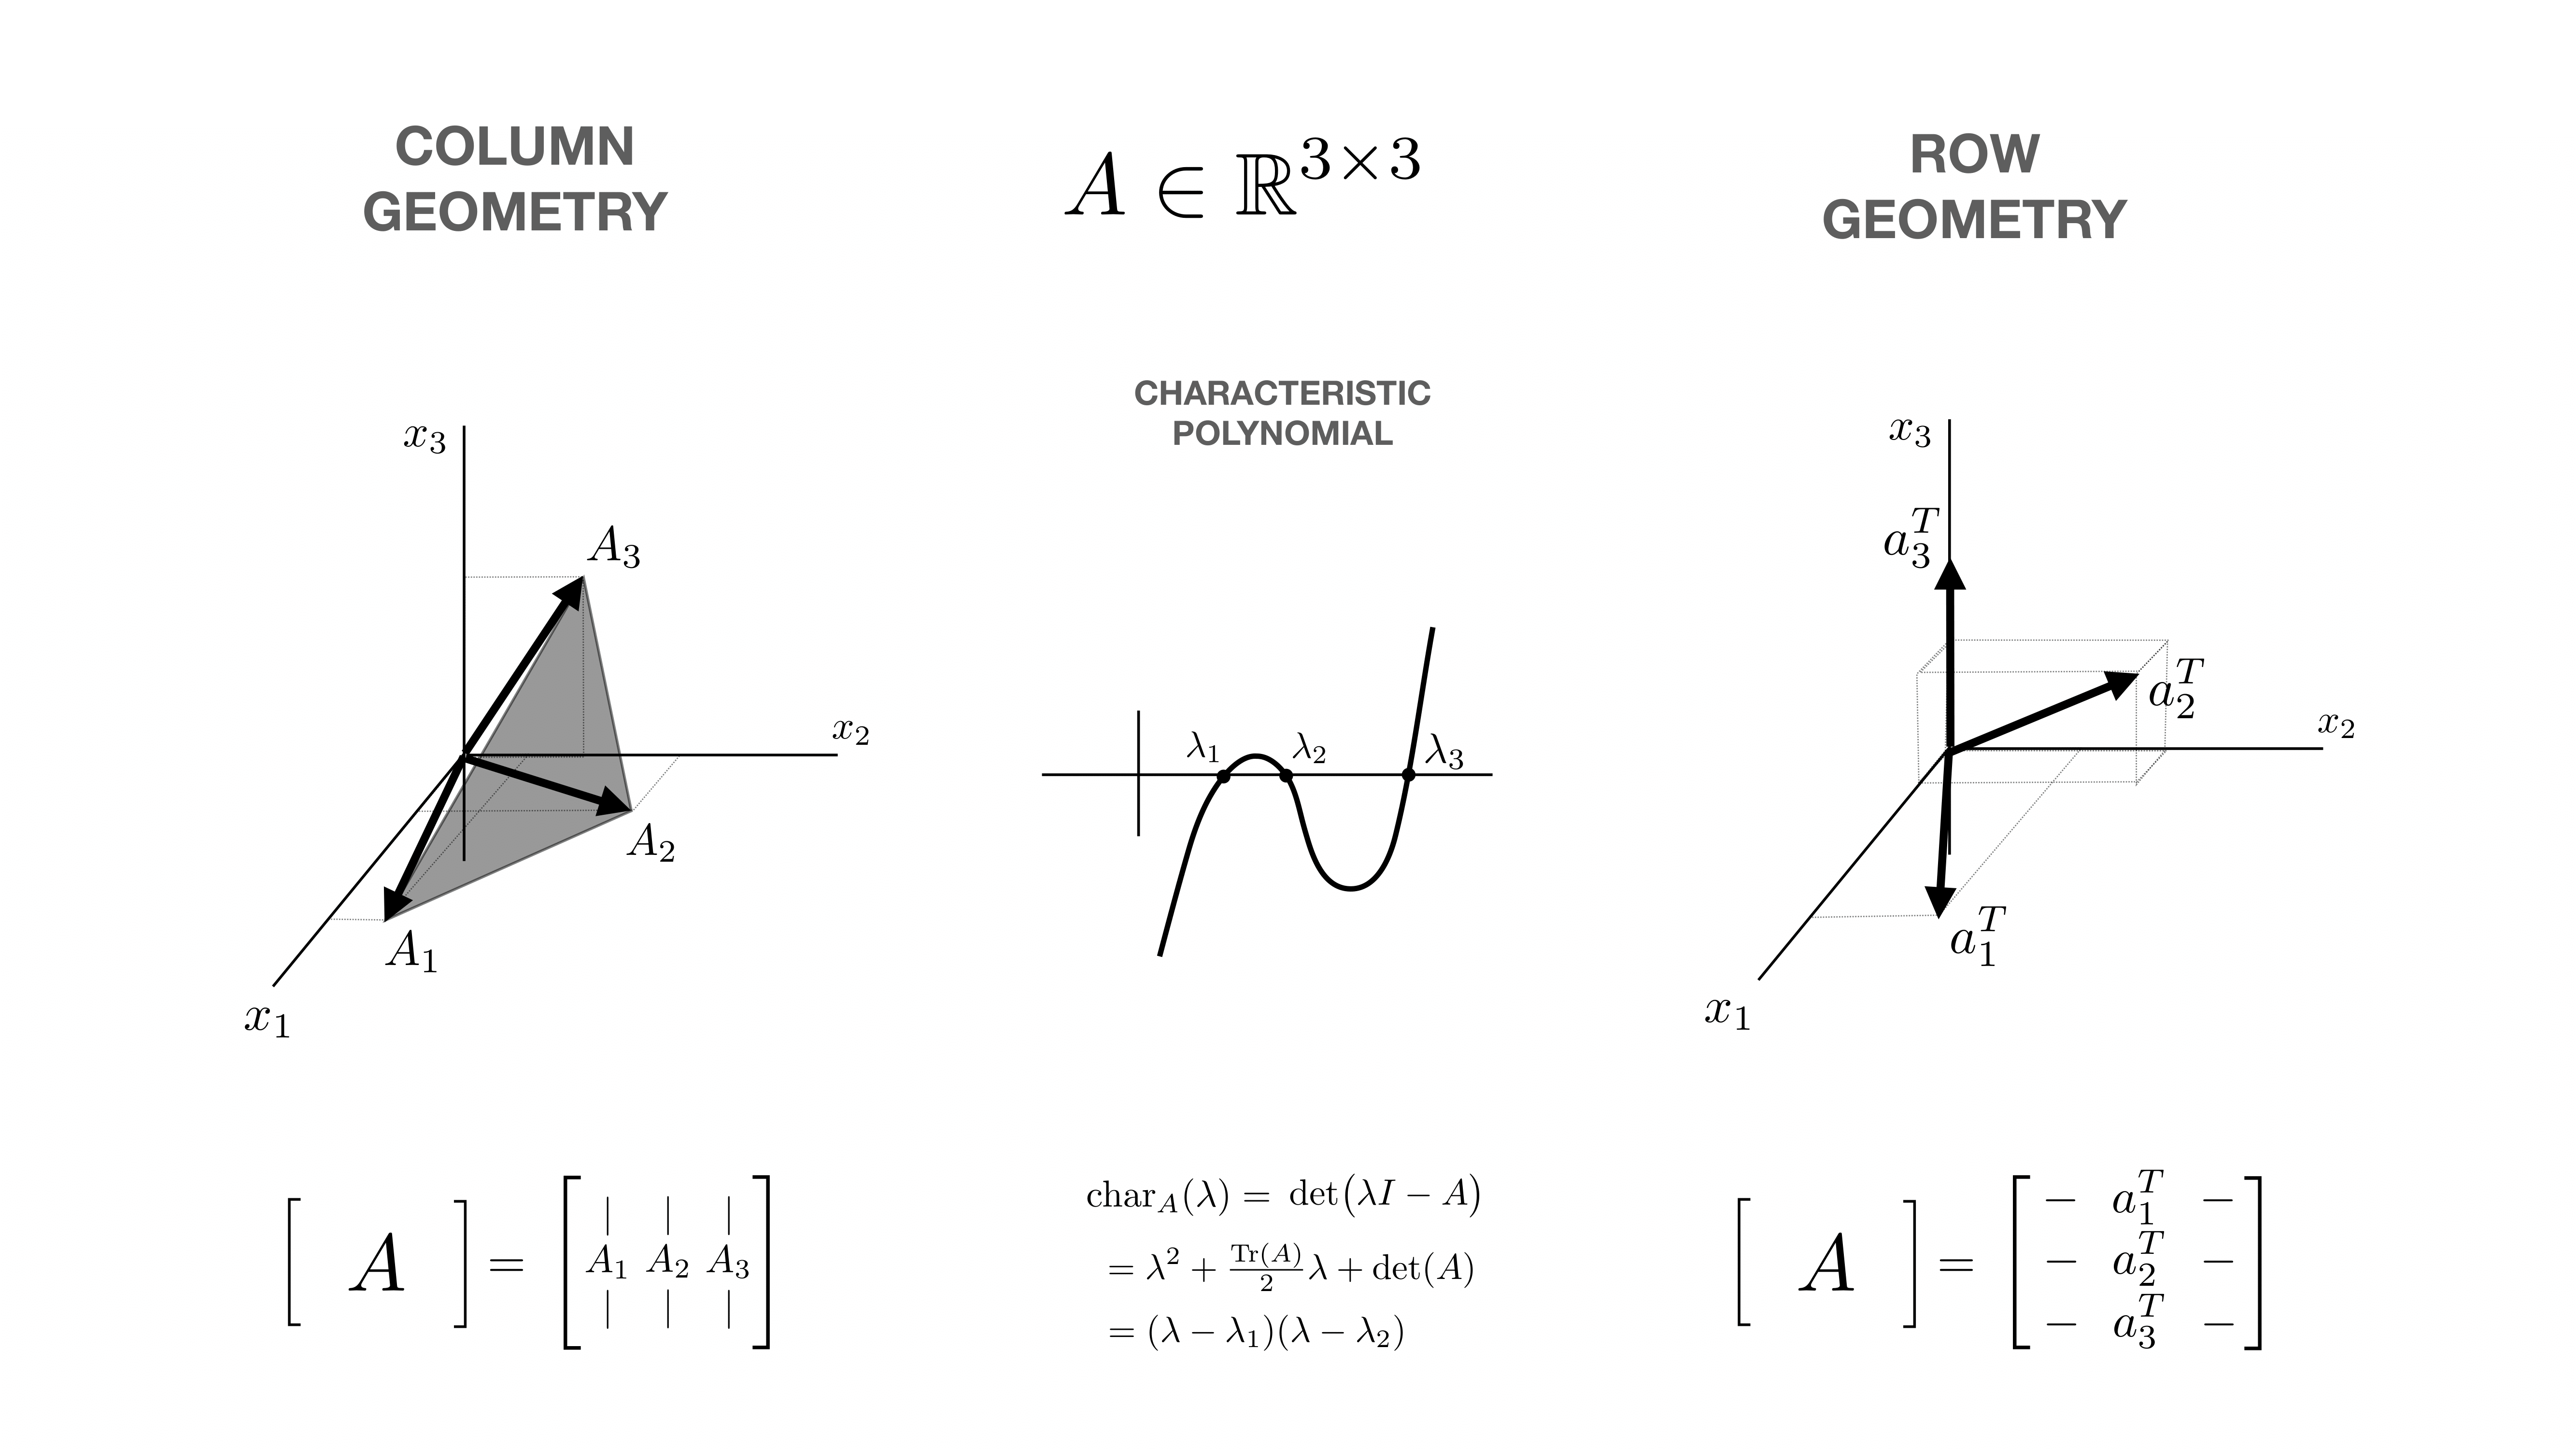 COLUMN
GEOMETRY
A ∈ ℝ^{3×3}
ROW
GEOMETRY
CHARACTERISTIC
POLYNOMIAL
x_3
A_3
x_2
A_2
A_1
x_1
λ_1
λ_2
λ_3
x_3
a_3^T
a_2^T
x_2
a_1^T
x_1
[ A ] = [ | | | 
A_1 A_2 A_3
| | | ]
char_A(λ) = det(λI − A)
= λ^2 + \frac{Tr(A)}{2} λ + det(A)
= (λ − λ_1)(λ − λ_2)
[ A ] = [ − a_1^T −
− a_2^T −
− a_3^T − ]